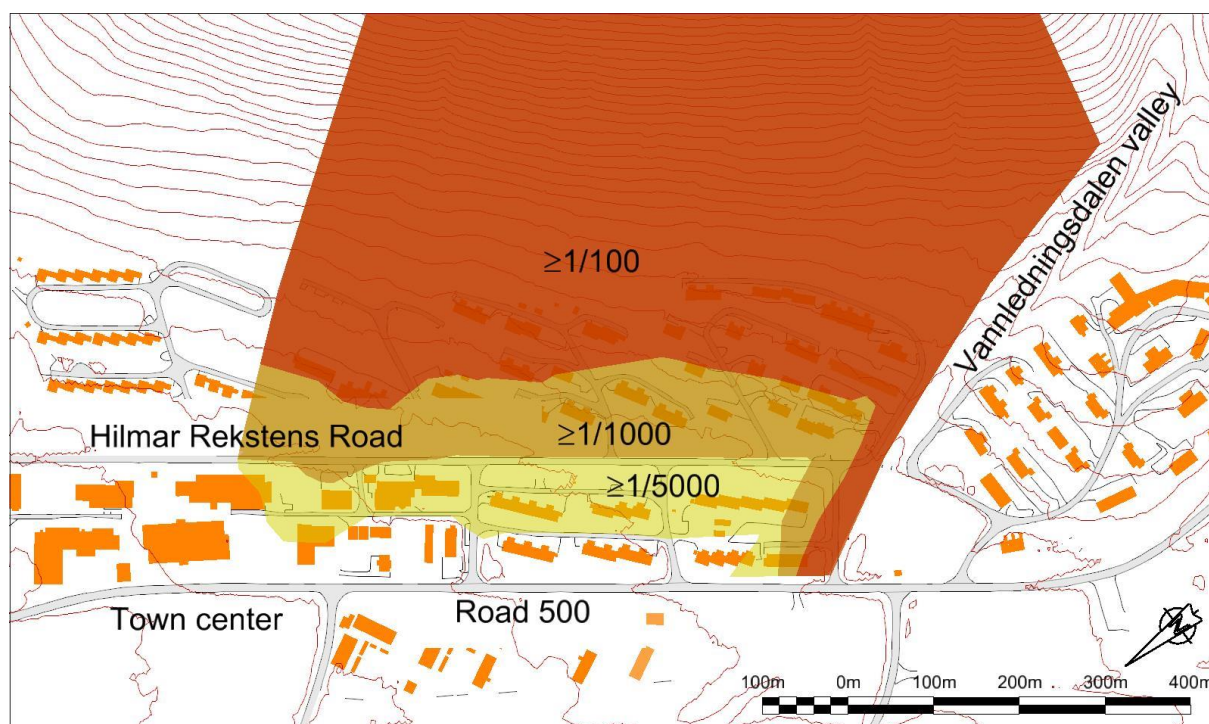 ≥1/100
Vannledningsdalen valley
Hilmar Rekstens Road
≥1/1000
≥1/5000
Town center
Road 500
100m 0m 100m 200m 300m 400m